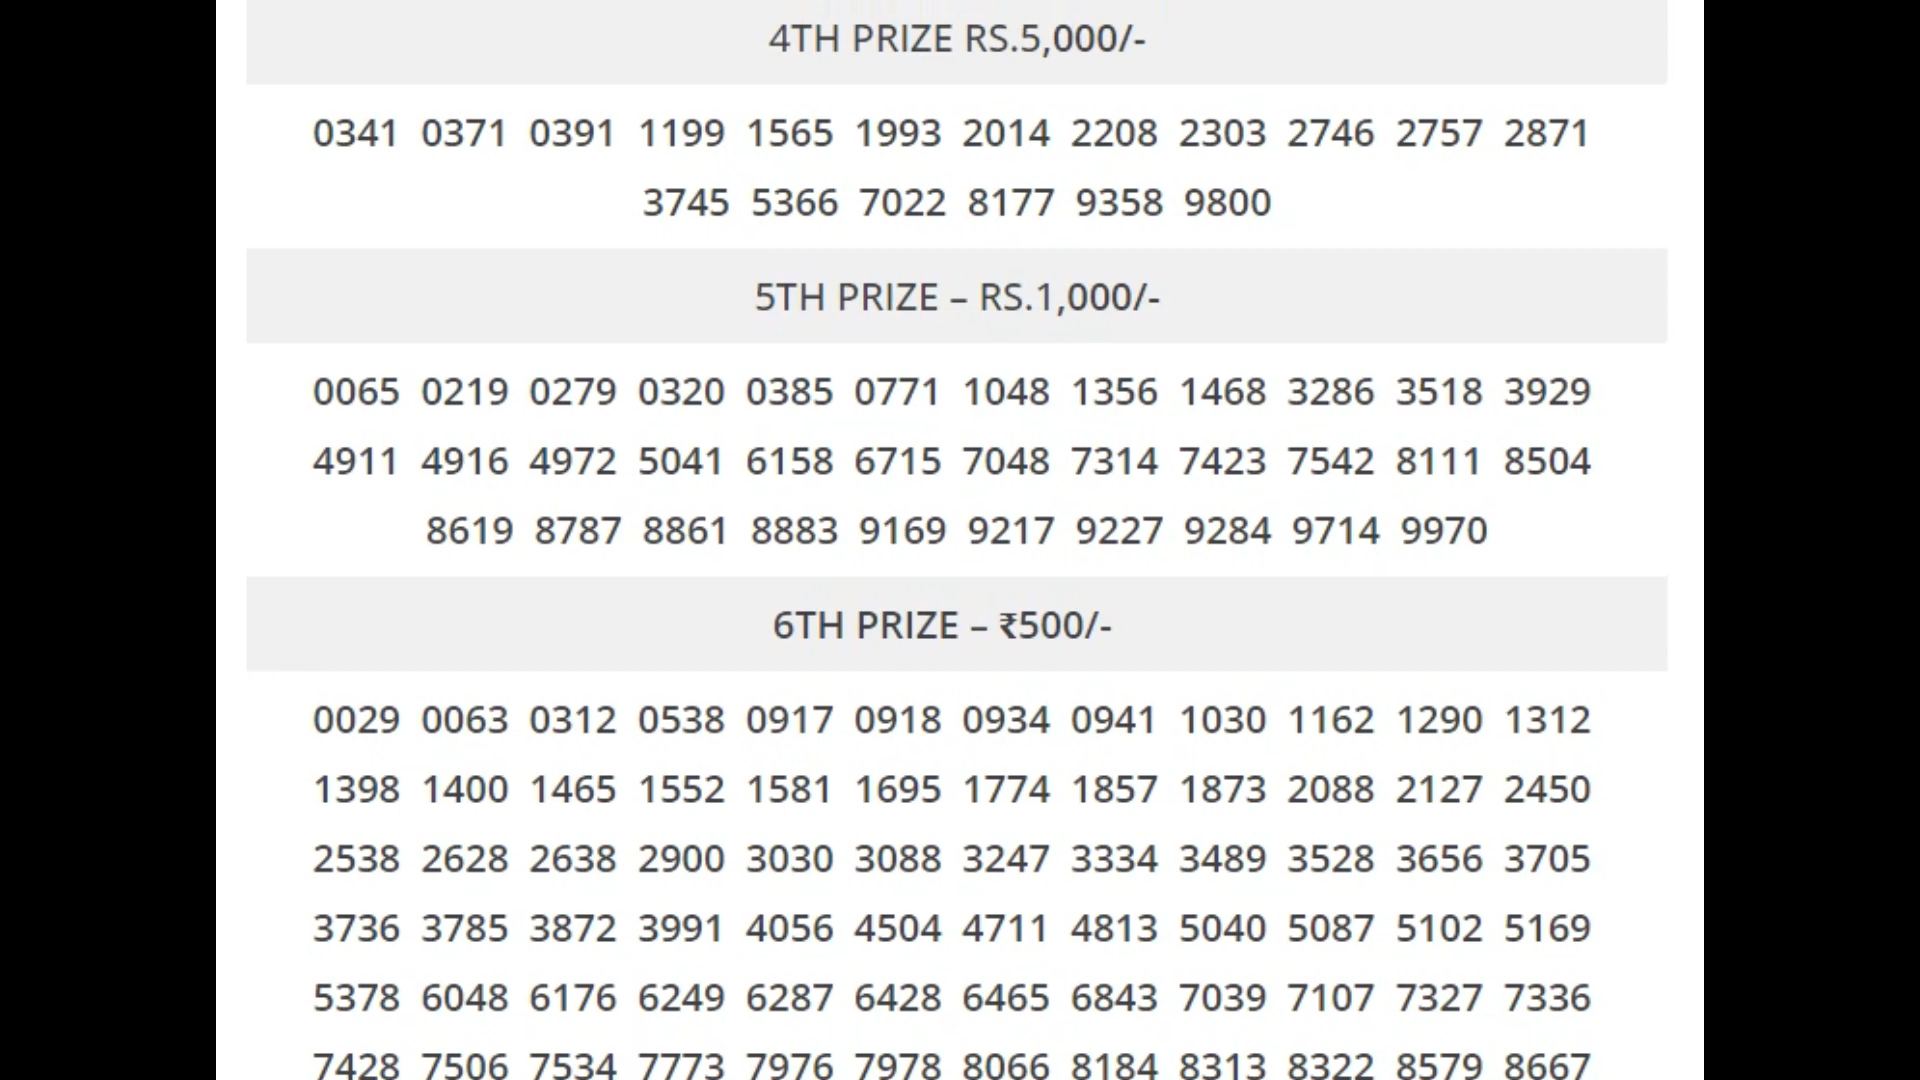 4TH PRIZE RS.5,000/-
0341 0371 0391 1199 1565 1993 2014 2208 2303 2746 2757 2871
3745 5366 7022 8177 9358 9800
5TH PRIZE – RS.1,000/-
0065 0219 0279 0320 0385 0771 1048 1356 1468 3286 3518 3929
4911 4916 4972 5041 6158 6715 7048 7314 7423 7542 8111 8504
8619 8787 8861 8883 9169 9217 9227 9284 9714 9970
6TH PRIZE – ₹500/-
0029 0063 0312 0538 0917 0918 0934 0941 1030 1162 1290 1312
1398 1400 1465 1552 1581 1695 1774 1857 1873 2088 2127 2450
2538 2628 2638 2900 3030 3088 3247 3334 3489 3528 3656 3705
3736 3785 3872 3991 4056 4504 4711 4813 5040 5087 5102 5169
5378 6048 6176 6249 6287 6428 6465 6843 7039 7107 7327 7336
7428 7506 7534 7773 7976 7978 8066 8184 8313 8322 8579 8667